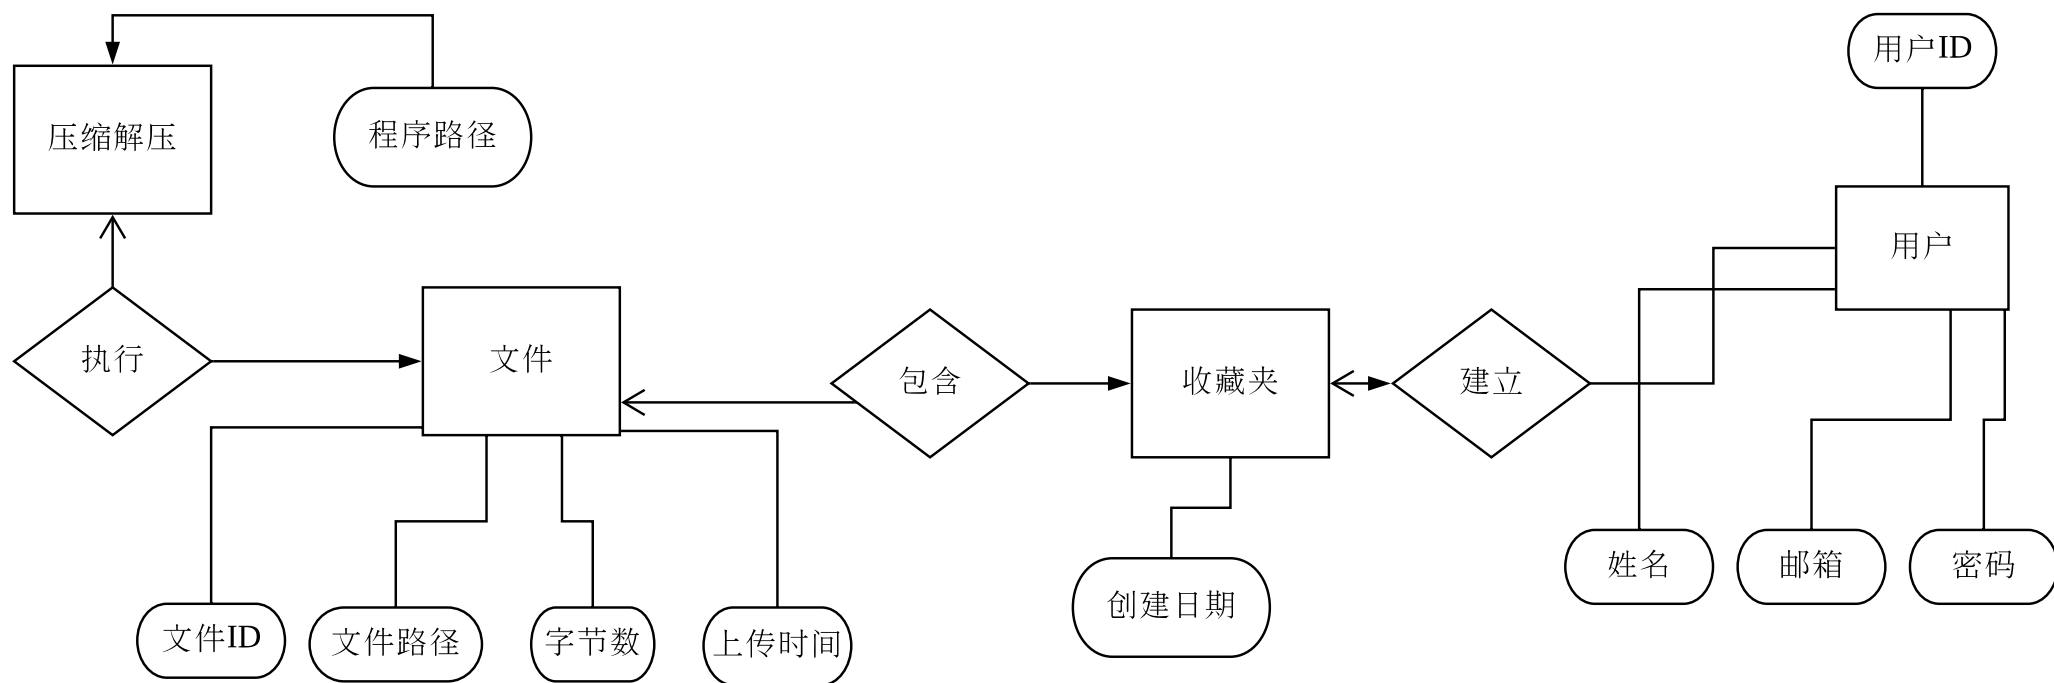 用户ID
压缩解压
程序路径
用户
执行
文件
包含
收藏夹
建立
姓名
邮箱
密码
创建日期
文件ID
文件路径
字节数
上传时间